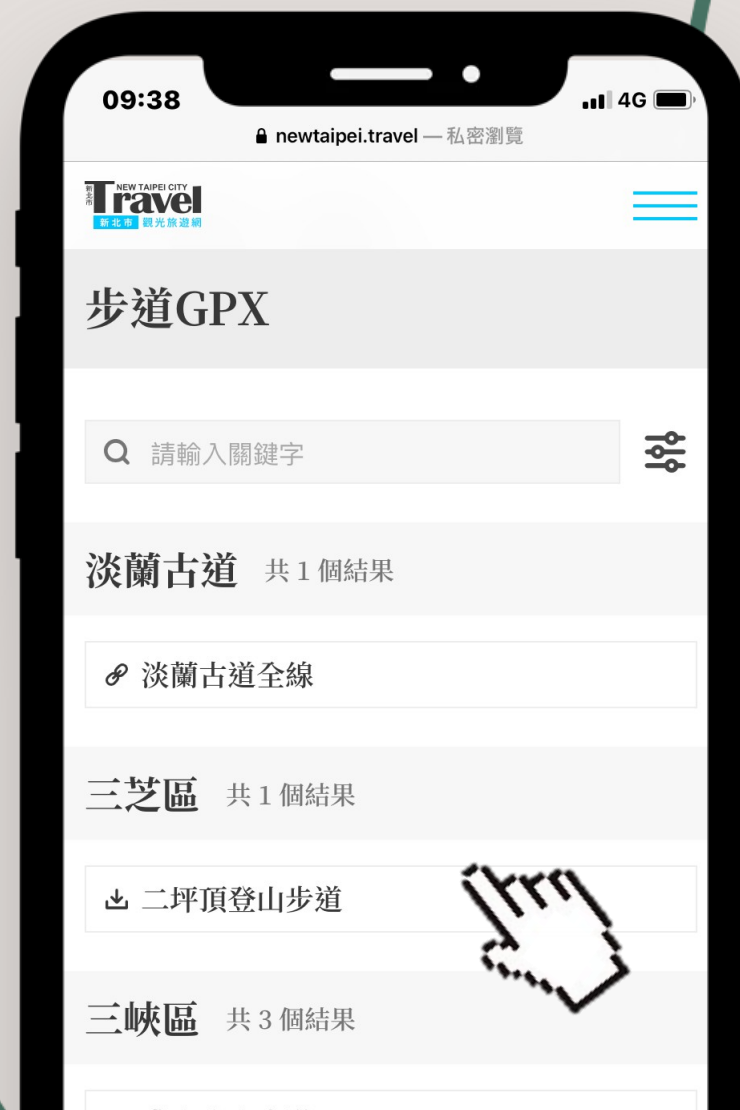 09:38
4G
newtaipei.travel — 私密瀏覽
新北市
NEW TAIPEI CITY
Travel
新北市 觀光旅遊網
步道GPX
請輸入關鍵字
淡蘭古道 共 1 個結果
淡蘭古道全線
三芝區 共 1 個結果
二坪頂登山步道
三峽區 共 3 個結果